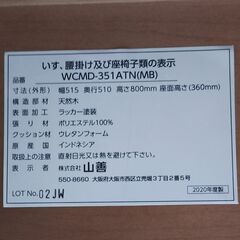 いす、腰掛け及び座椅子類の表示
品番 WCMD-351ATN(MB)
寸法(外形) 幅515 奥行510 高さ800mm 座面高さ(360mm)
構造部材 天然木
表面加工 ラッカー塗装
張り材 ポリエステル100%
クッション材 ウレタンフォーム
原産国 インドネシア
取扱注意 直射日光又は熱を避けて下さい。
表示者 株式会社 山善
550-8660 大阪府大阪市西区立売堀3丁目2番5号
LOT No. 02JW
2020年度製